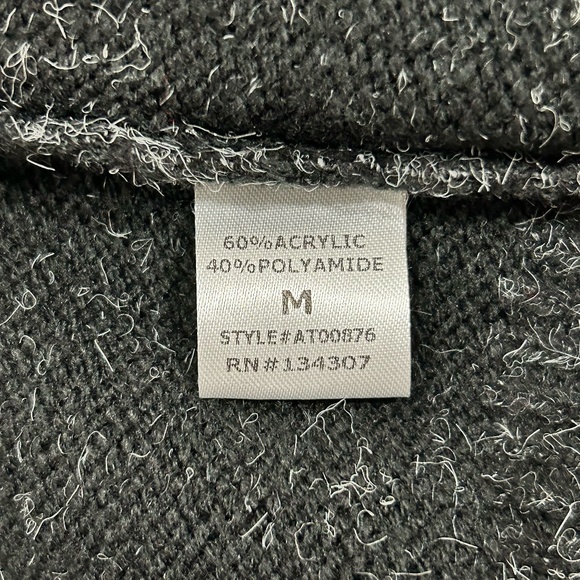 60%ACRYLIC
40%POLYAMIDE
M
STYLE#AT00876
RN#134307